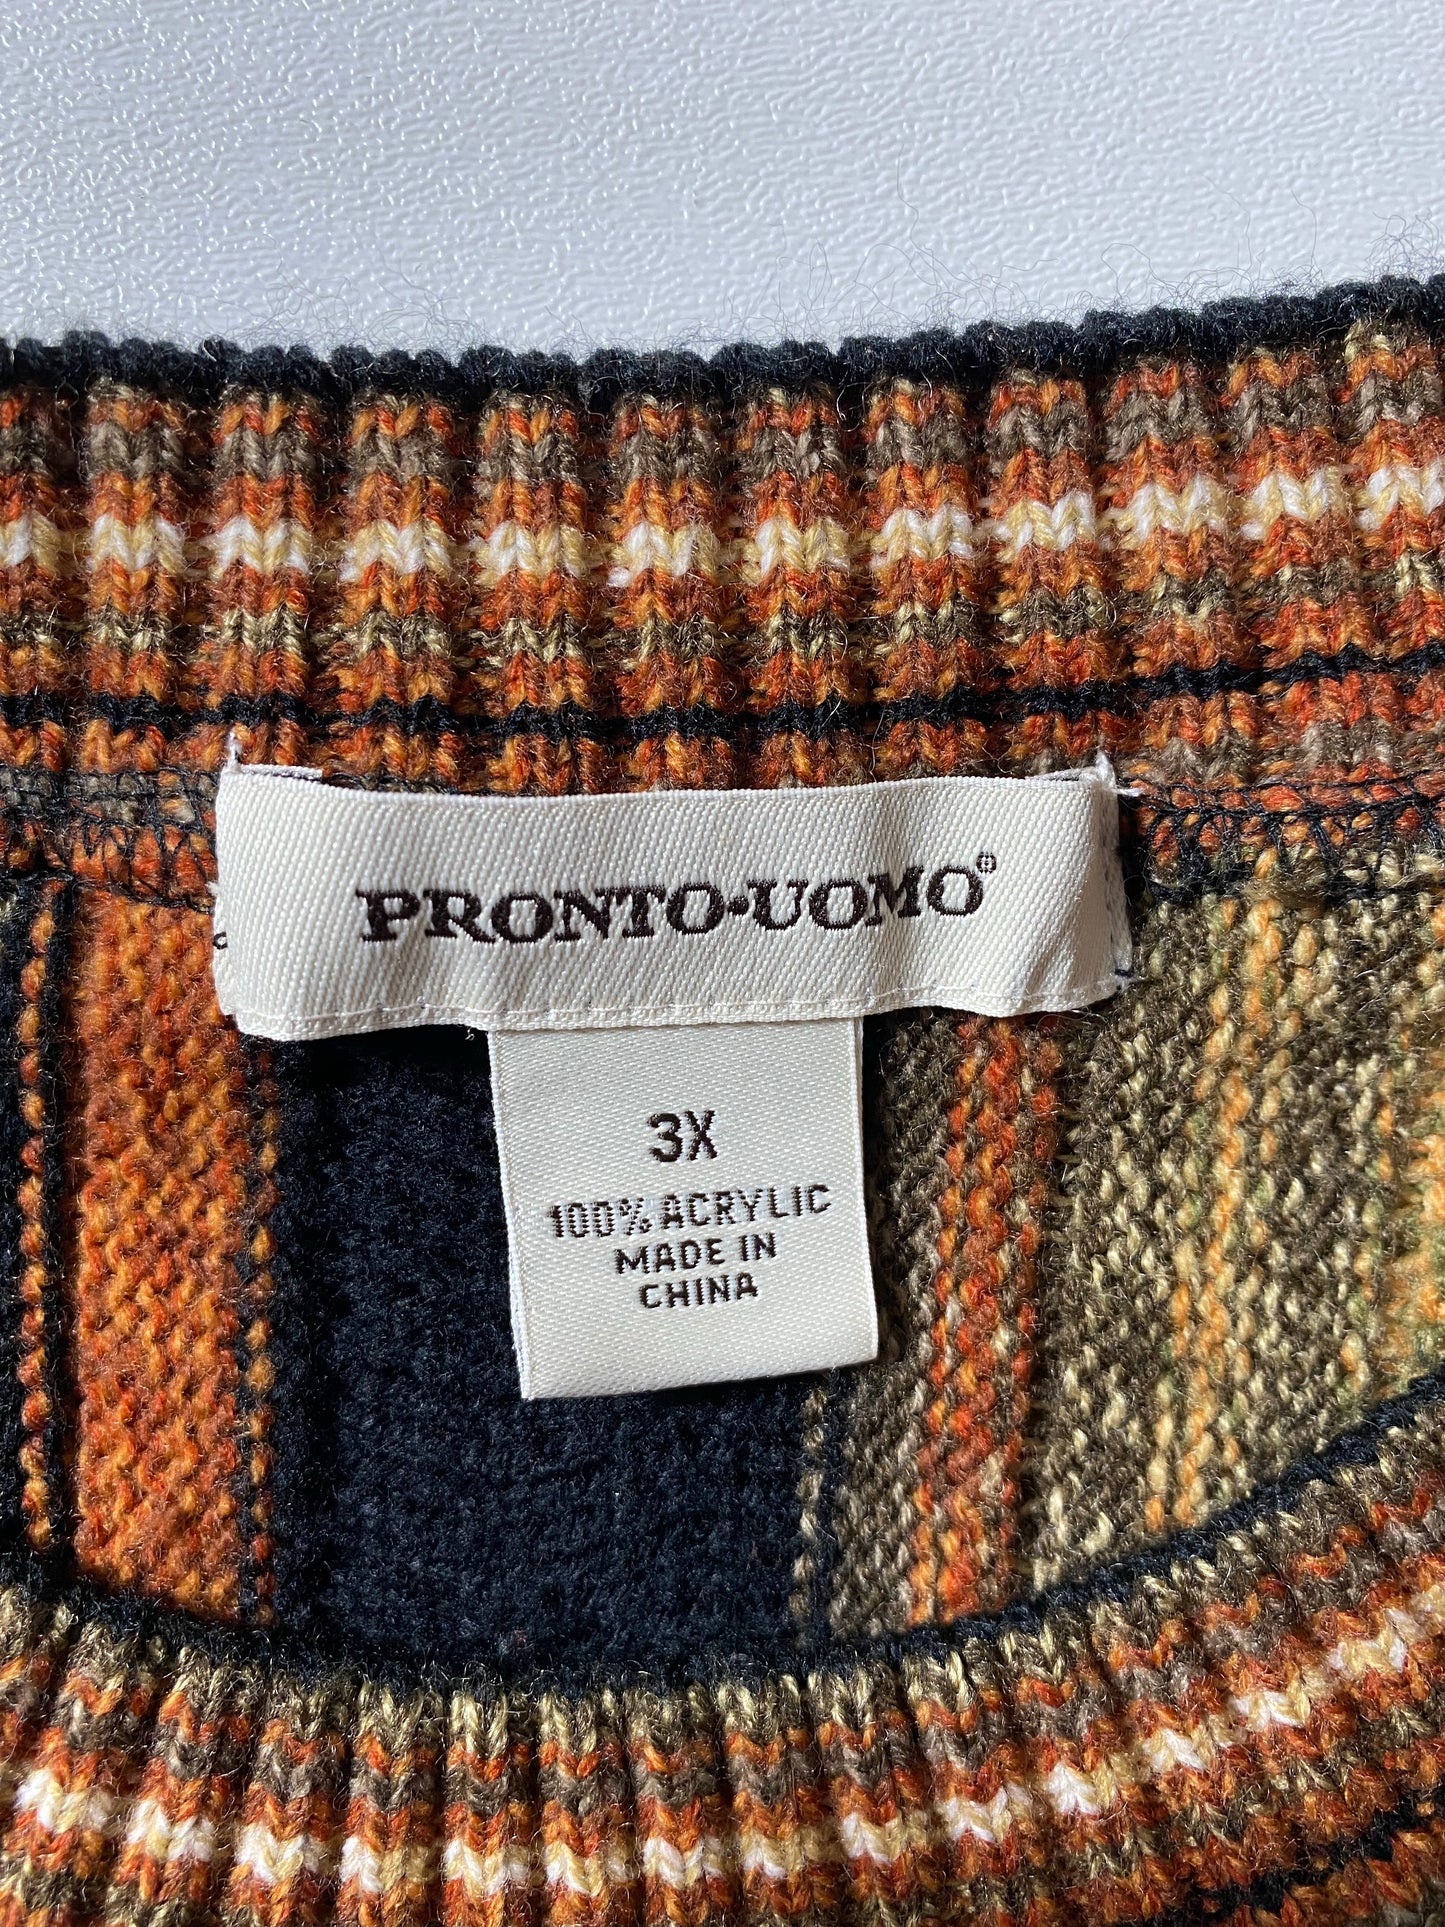 PRONTO-UOMO®
3X
100% ACRYLIC
MADE IN
CHINA